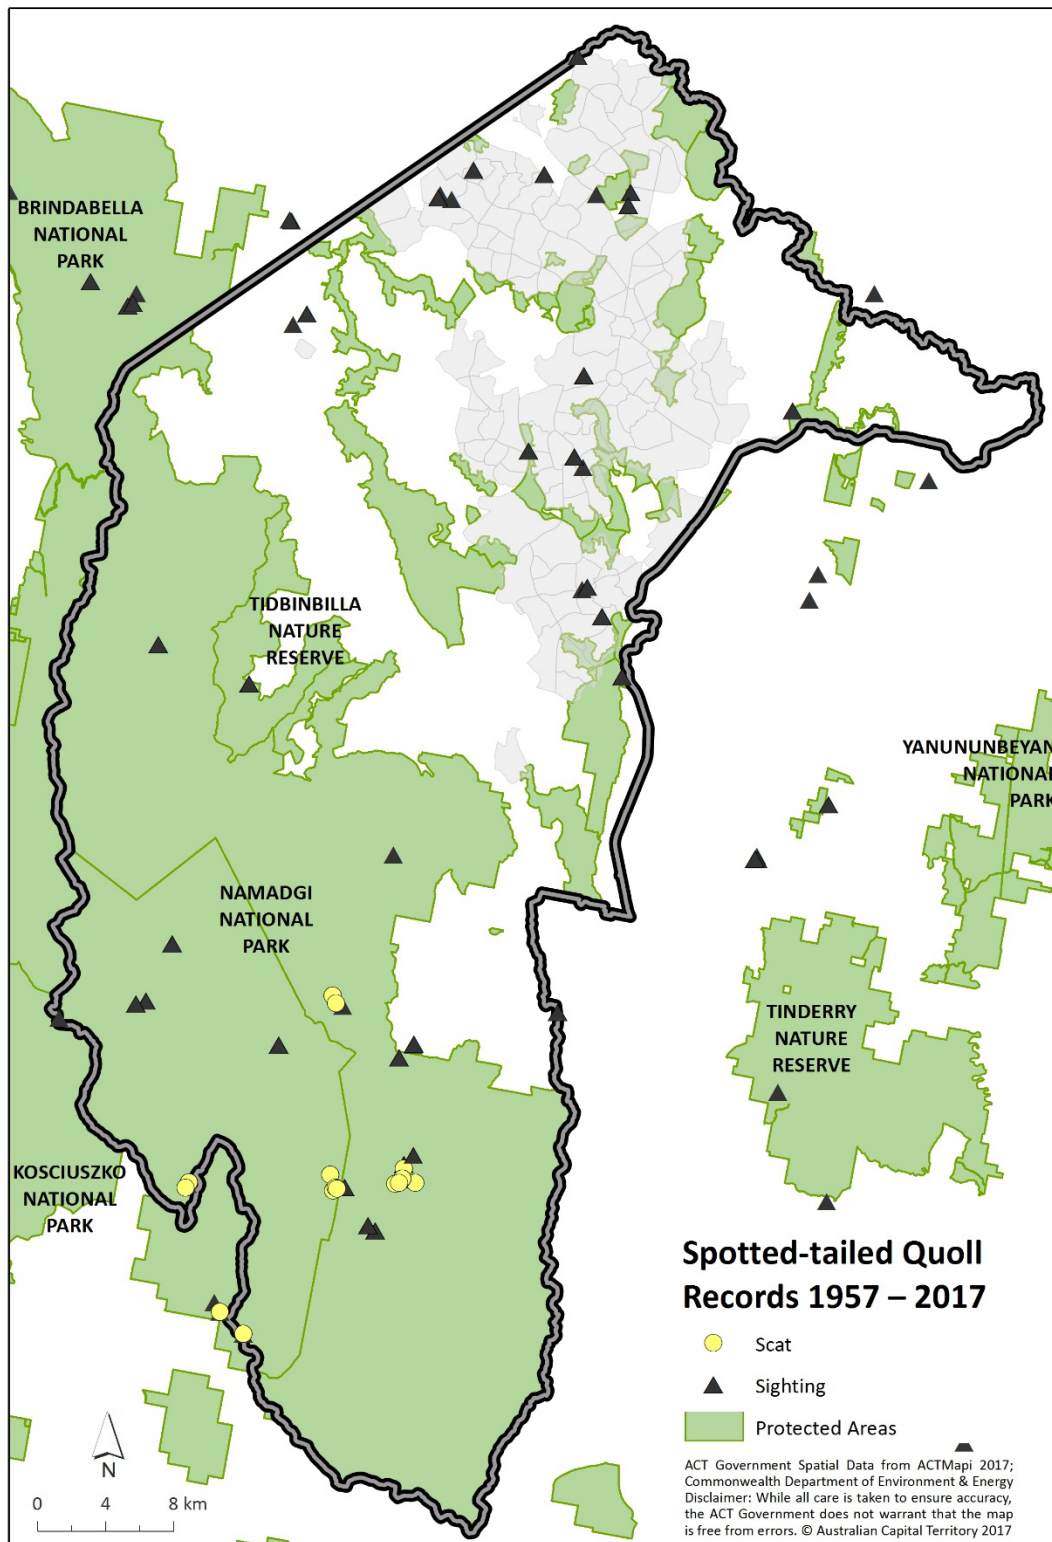 BRINDABELLA
NATIONAL
PARK
TIDBINBILLA
NATURE
RESERVE
YANUNUNBEYAN
NATIONAL
PARK
NAMADGI
NATIONAL
PARK
TINDERRY
NATURE
RESERVE
KOSCIUSZKO
NATIONAL
PARK
Spotted-tailed Quoll
Records 1957 – 2017
Scat
Sighting
Protected Areas
N
0 4 8 km
ACT Government Spatial Data from ACTMapi 2017;
Commonwealth Department of Environment & Energy
Disclaimer: While all care is taken to ensure accuracy,
the ACT Government does not warrant that the map
is free from errors. © Australian Capital Territory 2017